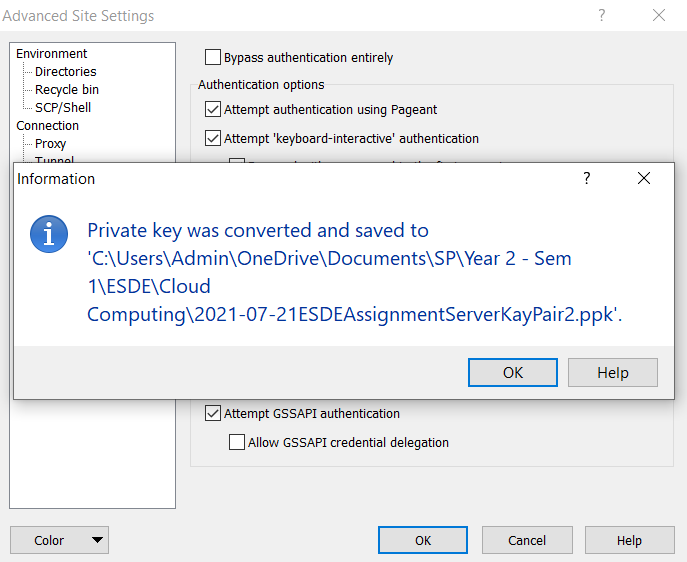 Advanced Site Settings
?
Environment
Directories
Recycle bin
SCP/Shell
Connection
Proxy
Tunnel
Bypass authentication entirely
Authentication options
Attempt authentication using Pageant
Attempt 'keyboard-interactive' authentication
Information
?
Private key was converted and saved to
'C:\Users\Admin\OneDrive\Documents\SP\Year 2 - Sem
1\ESDE\Cloud
Computing\2021-07-21ESDEAssignmentServerKayPair2.ppk'.
OK
Help
Attempt GSSAPI authentication
Allow GSSAPI credential delegation
Color
OK
Cancel
Help